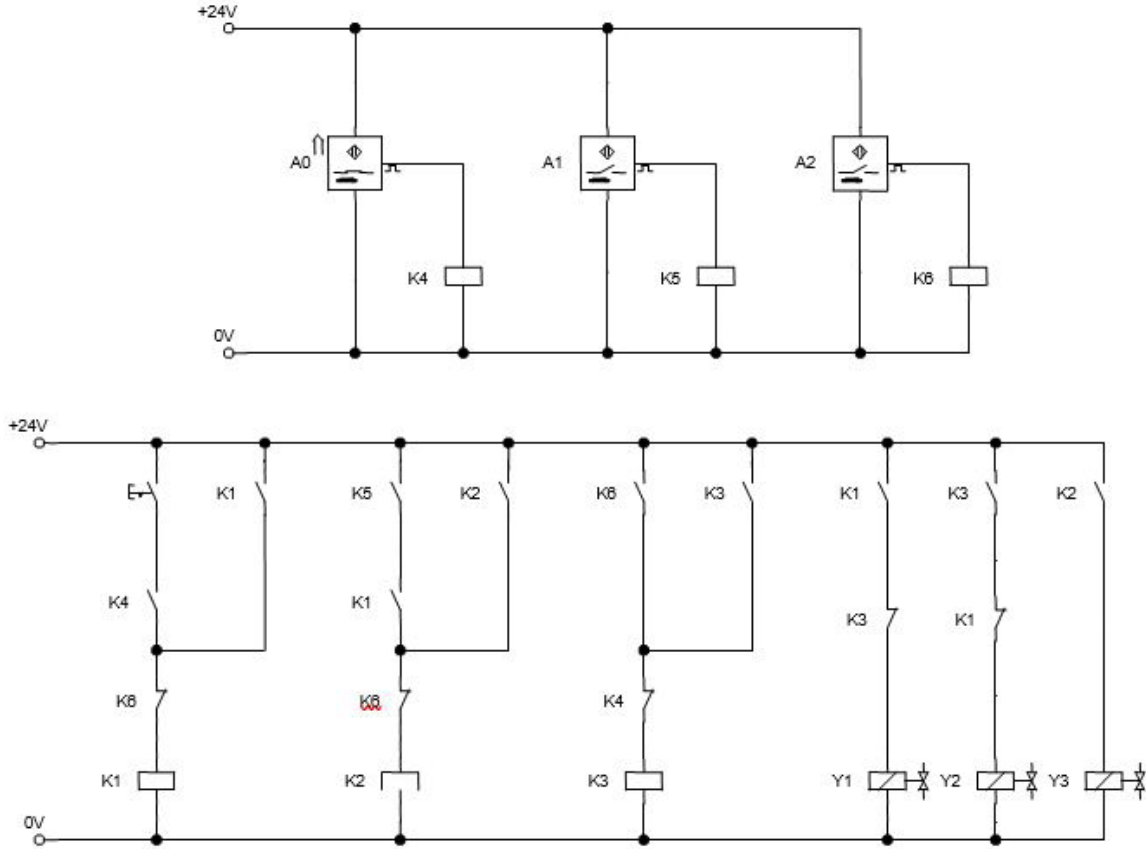 +24V
A0 A1 A2
K4 K5 K6
0V
+24V
K1 K5 K2 K6 K3 K1 K3 K2
K4 K1 K3 K1
K6 K6 K4
K1 K2 K3 Y1 Y2 Y3
0V